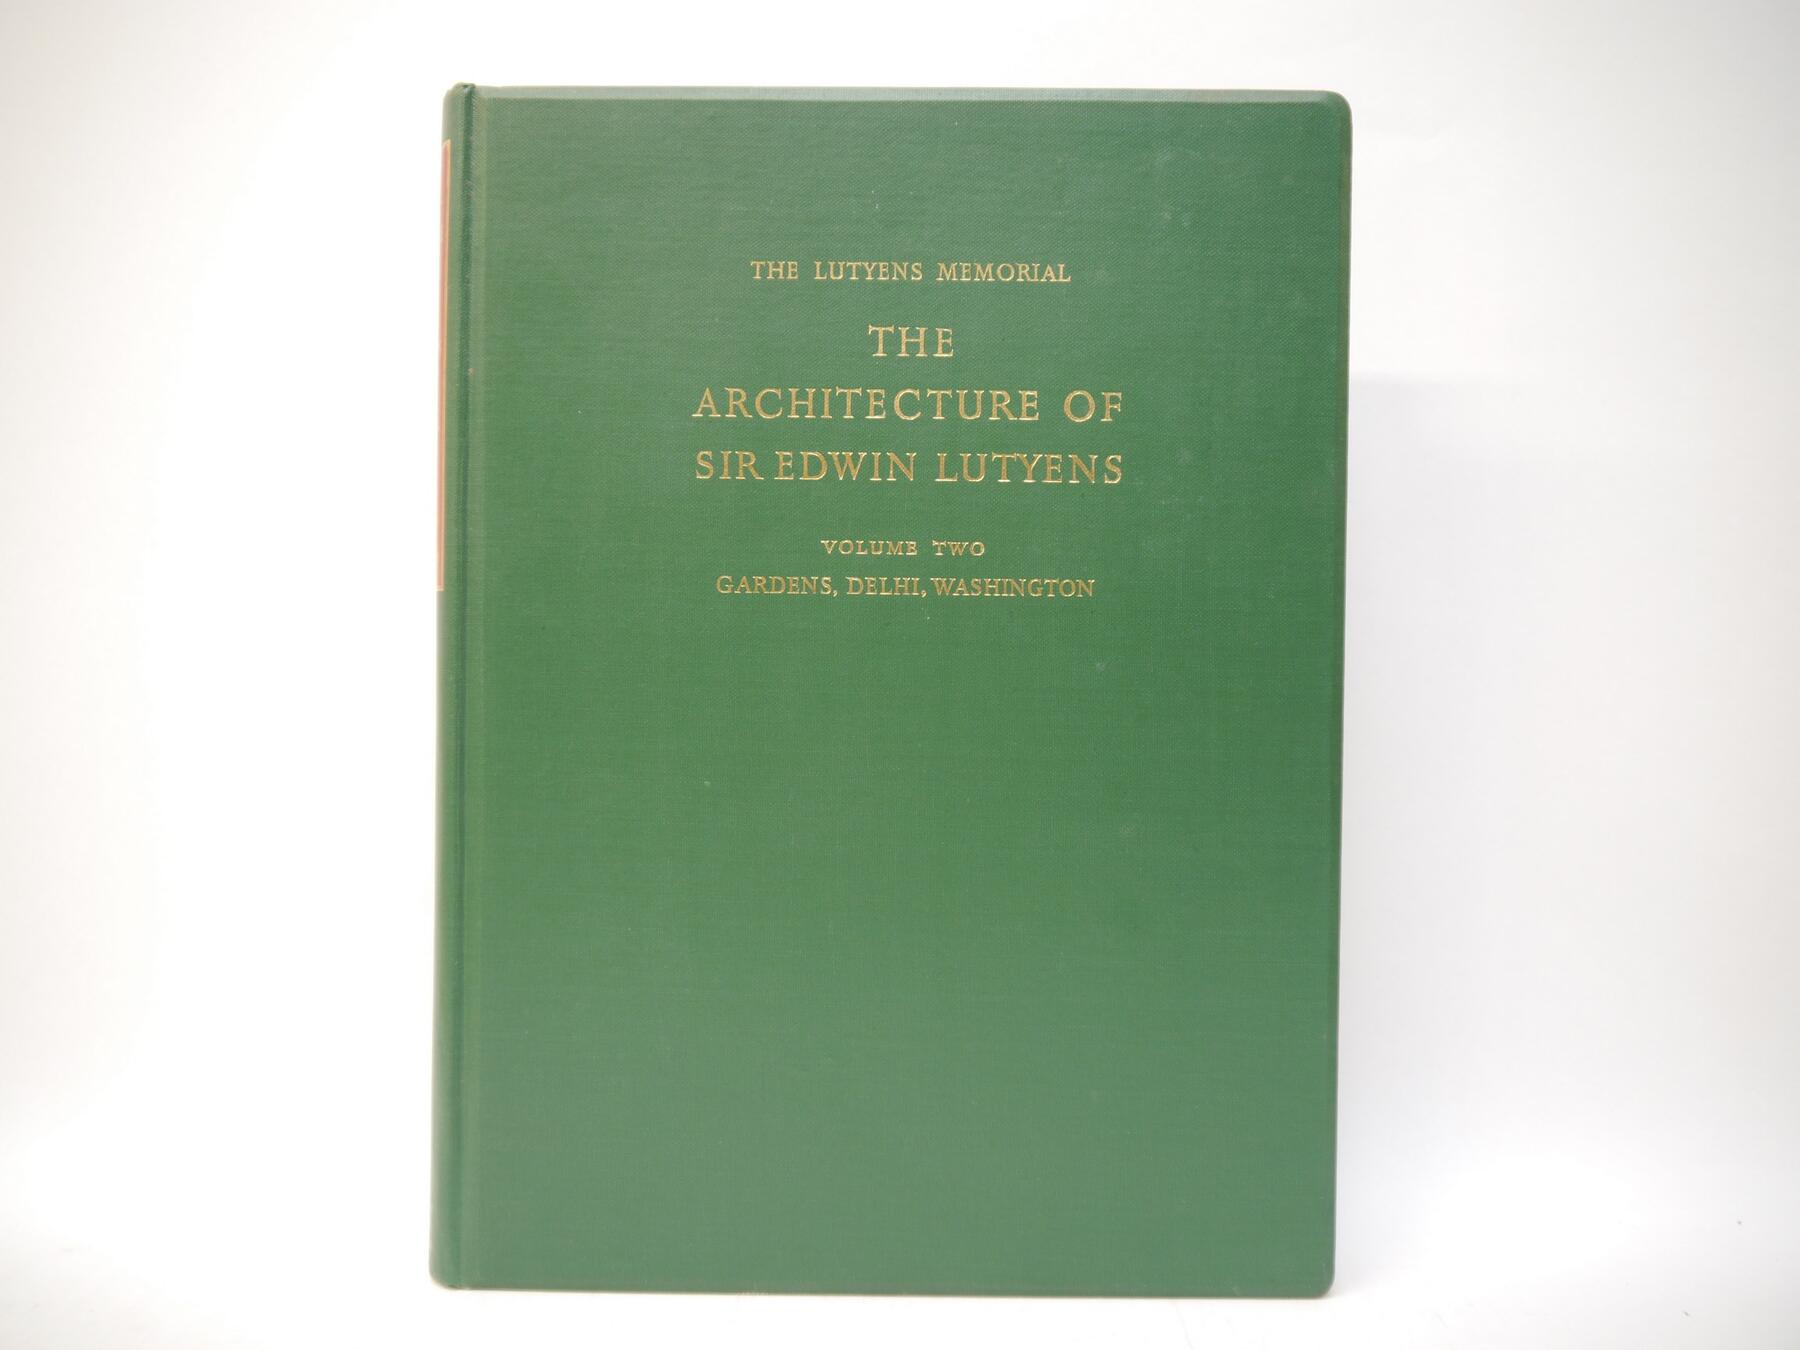 THE LUTYENS MEMORIAL
THE
ARCHITECTURE OF
SIR EDWIN LUTYENS
VOLUME TWO
GARDENS, DELHI, WASHINGTON